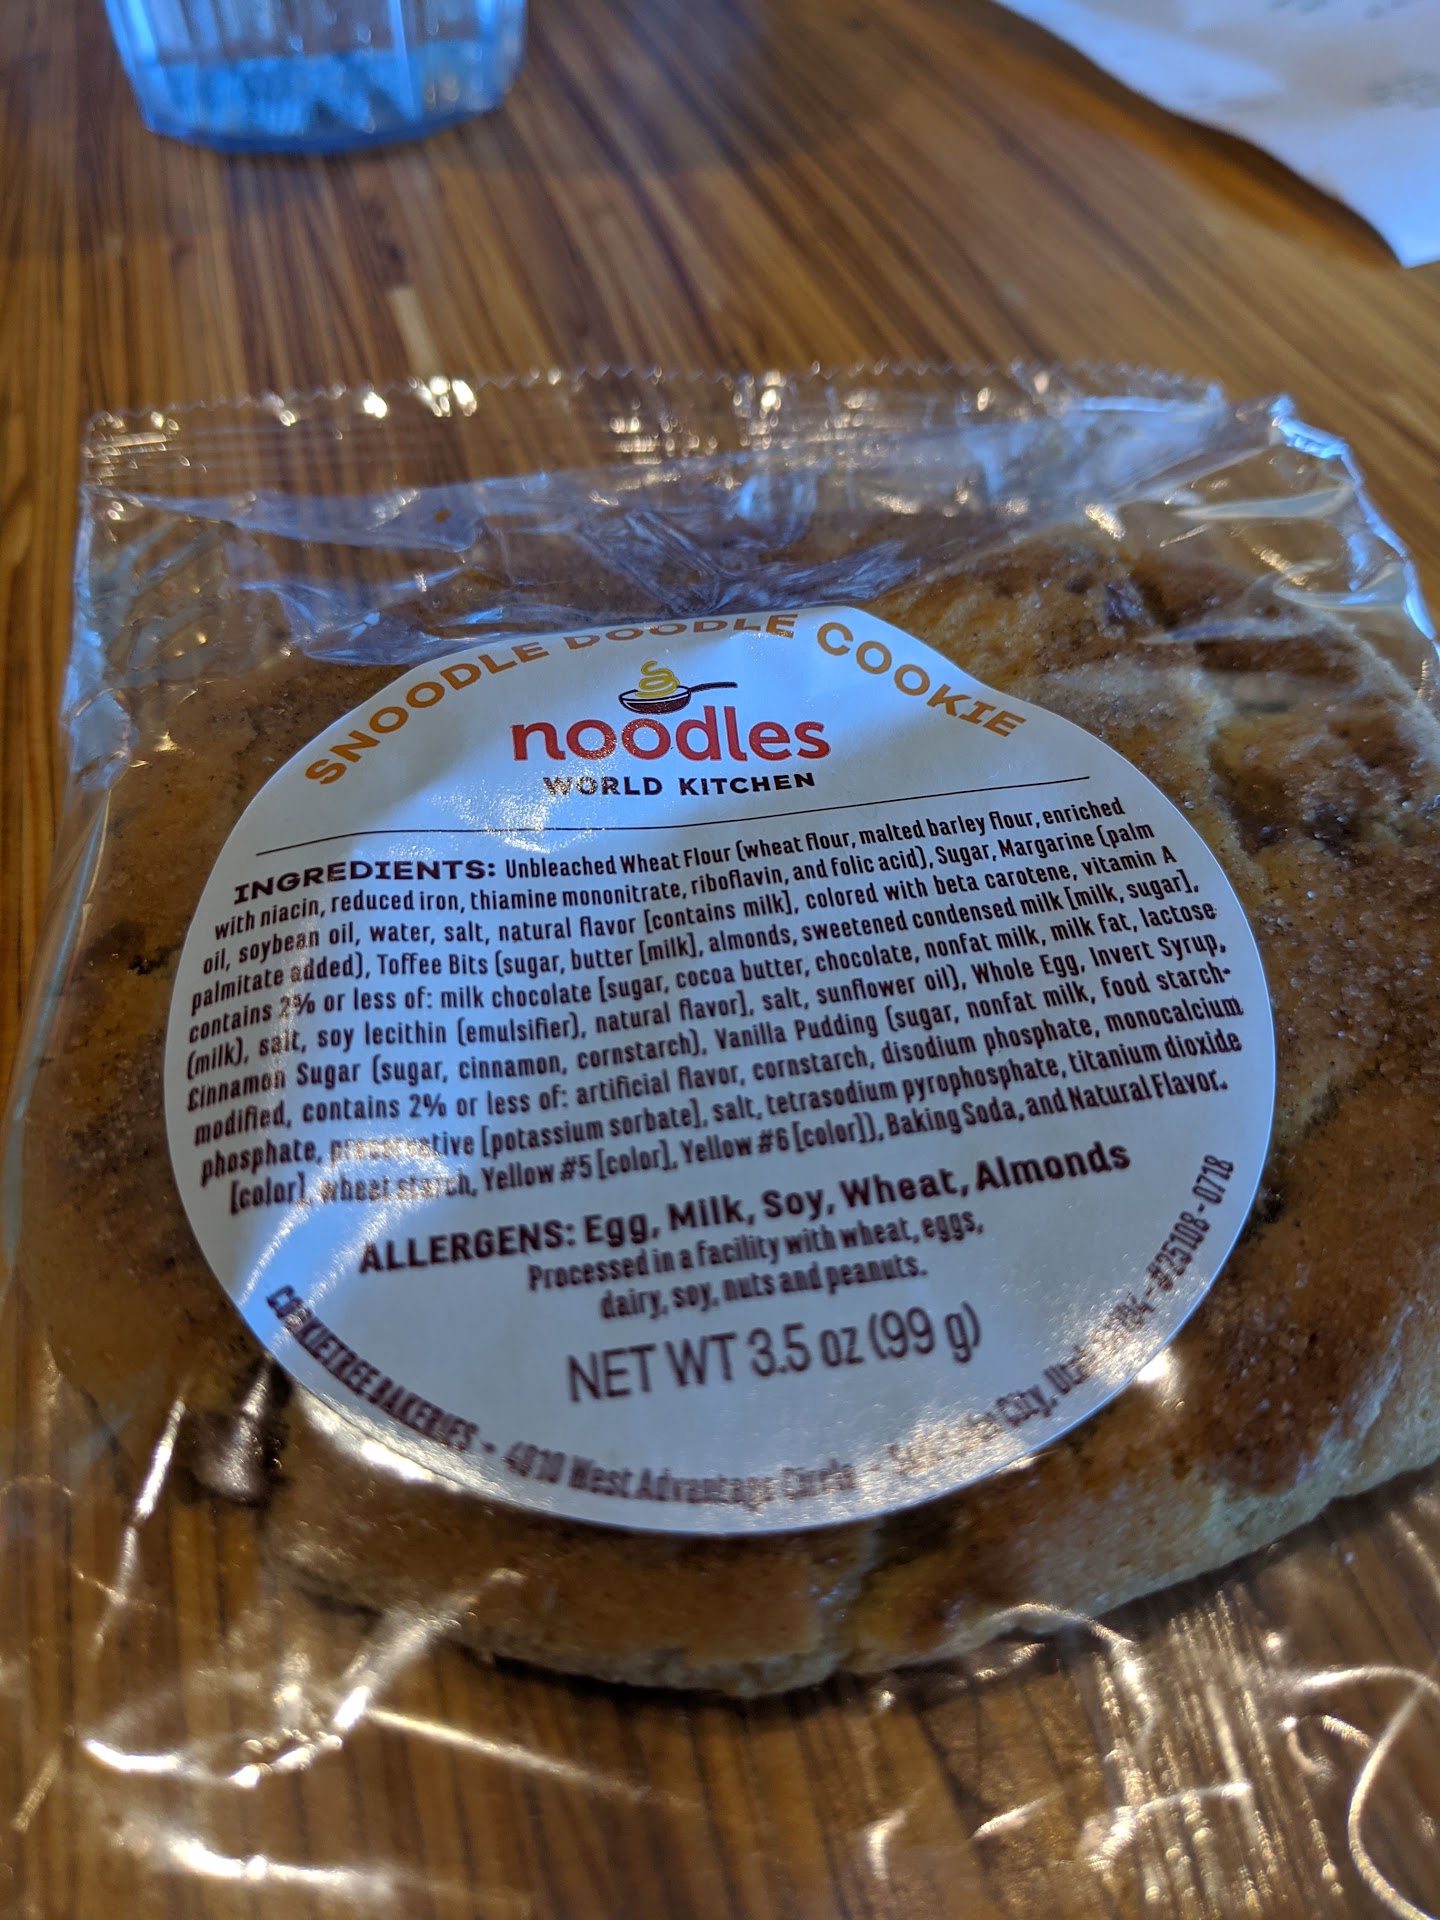 SNOODLE DOODLE COOKIE
noodles
WORLD KITCHEN
INGREDIENTS: Unbleached Wheat Flour (wheat flour, malted barley flour, enriched
with niacin, reduced iron, thiamine mononitrate, riboflavin, and folic acid), Sugar, Margarine (palm
oil, soybean oil, water, salt, natural flavor [contains milk], colored with beta carotene, vitamin A
palmitate added), Toffee Bits (sugar, butter [milk], almonds, sweetened condensed milk [milk, sugar],
contains 2% or less of: milk chocolate [sugar, cocoa butter, chocolate, nonfat milk, milk fat, lactose
(milk), salt, soy lecithin (emulsifier), natural flavor], salt, sunflower oil), Whole Egg, Invert Syrup,
Cinnamon Sugar (sugar, cinnamon, cornstarch), Vanilla Pudding (sugar, nonfat milk, food starch-
modified, contains 2% or less of: artificial flavor, cornstarch, disodium phosphate, monocalcium
phosphate, preservative [potassium sorbate], salt, tetrasodium pyrophosphate, titanium dioxide
[color], wheat starch, Yellow #5 [color], Yellow #6 [color]), Baking Soda, and Natural Flavor.
ALLERGENS: Egg, Milk, Soy, Wheat, Almonds
Processed in a facility with wheat, eggs,
dairy, soy, nuts and peanuts.
NET WT 3.5 oz (99 g)
COOKIETREE BAKERIES - 4010 West Advantage Circle - City, - #25108-0718